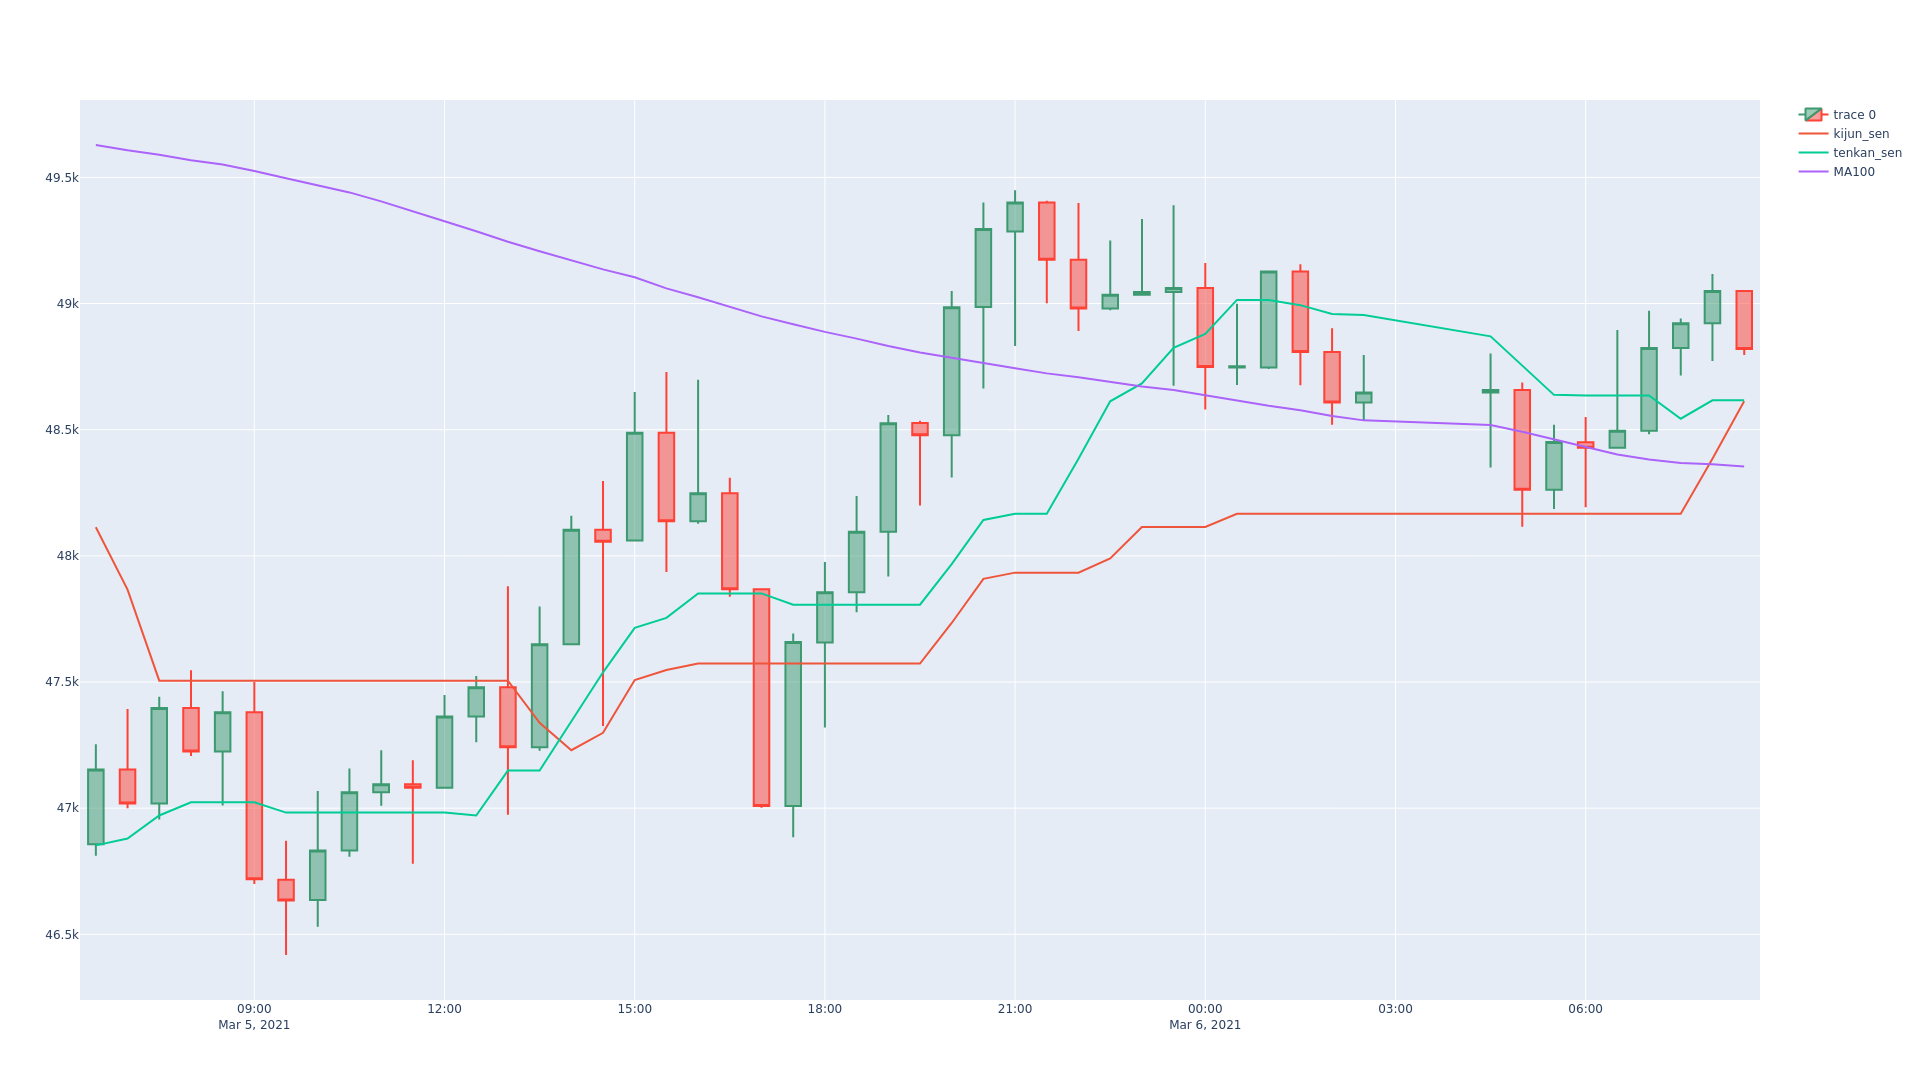 trace 0
kijun_sen
tenkan_sen
MA100
49.5k
49k
48.5k
48k
47.5k
47k
46.5k
09:00 12:00 15:00 18:00 21:00 00:00 03:00 06:00
Mar 5, 2021 Mar 6, 2021